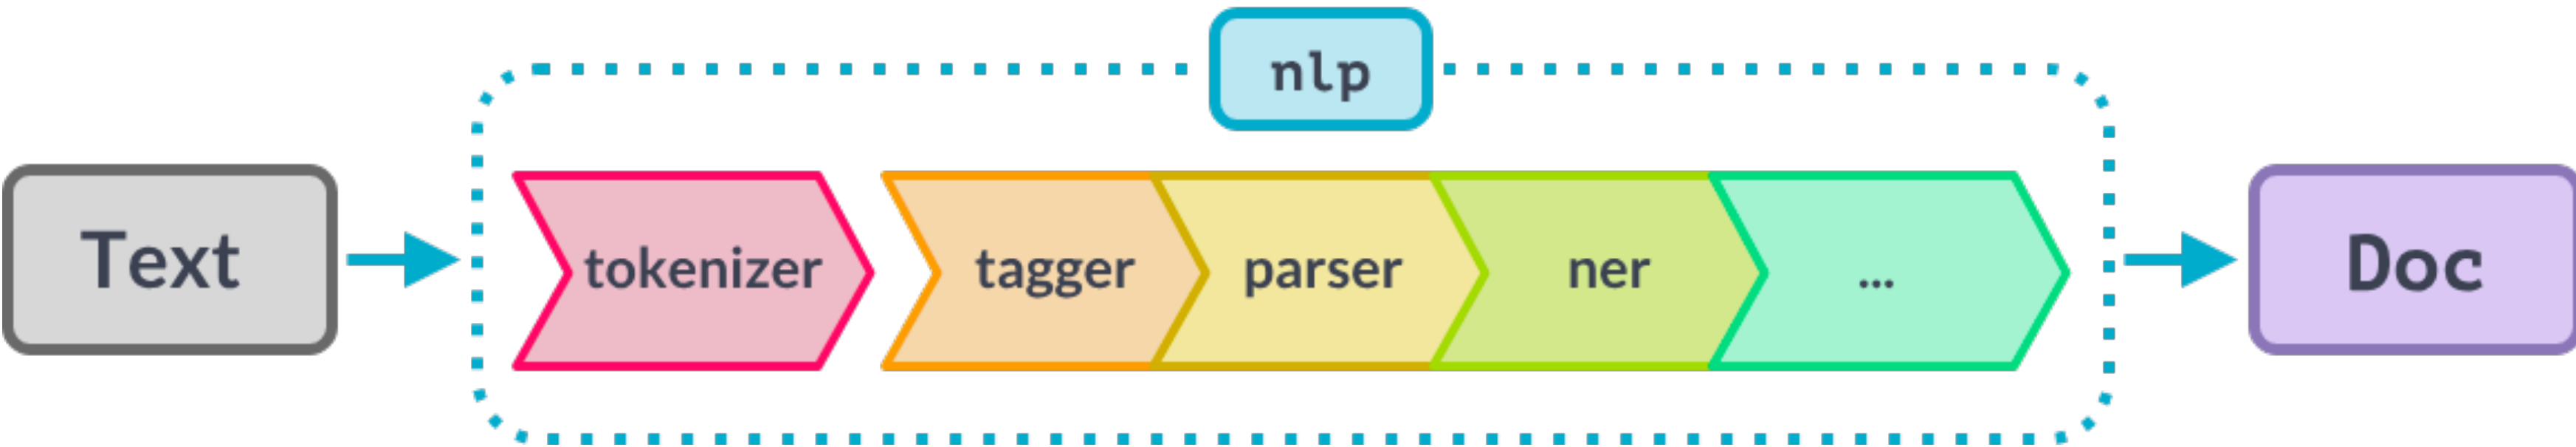 nlp
Text
tokenizer
tagger
parser
ner
...
Doc